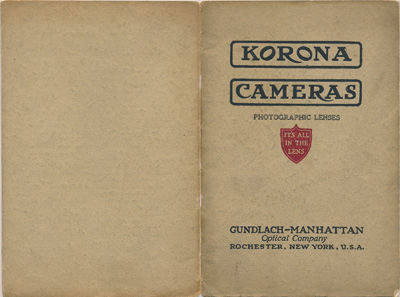 KORONA
CAMERAS
PHOTOGRAPHIC LENSES
IT'S ALL
IN THE
LENS
GUNDLACH-MANHATTAN
Optical Company
ROCHESTER, NEW YORK, U.S.A.